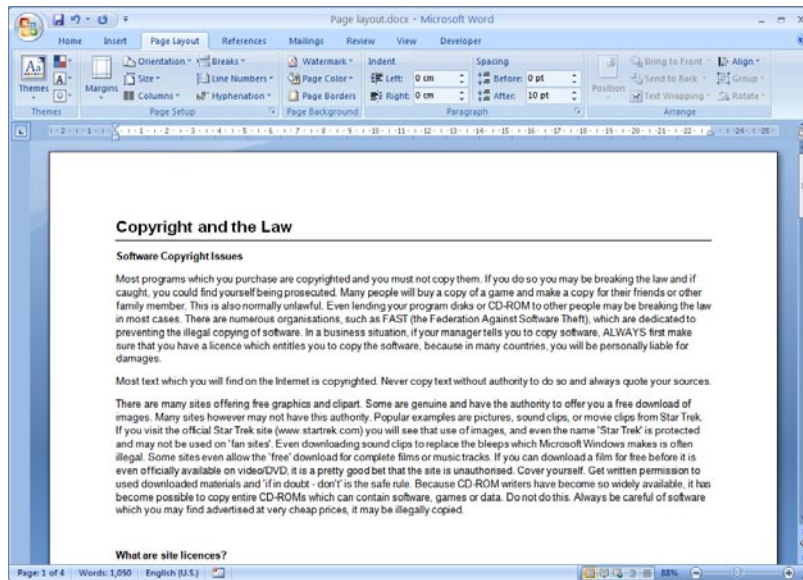 Page layout.docx - Microsoft Word
Home Insert Page Layout References Mailings Review View Developer
Themes
Margins
Orientation
Size
Columns
Breaks
Line Numbers
Hyphenation
Watermark
Page Color
Page Borders
Indent
Left: 0 cm
Right: 0 cm
Spacing
Before: 0 pt
After: 10 pt
Position
Bring to Front
Send to Back
Text Wrapping
Align
Group
Rotate
Themes Page Setup Page Background Paragraph Arrange
Copyright and the Law
Software Copyright Issues
Most programs which you purchase are copyrighted and you must not copy them. If you do so you may be breaking the law and if
caught, you could find yourself being prosecuted. Many people will buy a copy of a game and make a copy for their friends or other
family member. This is also normally unlawful. Even lending your program disks or CD-ROM to other people may be breaking the law
in most cases. There are numerous organisations, such as FAST (the Federation Against Software Theft), which are dedicated to
preventing the illegal copying of software. In a business situation, if your manager tells you to copy software, ALWAYS first make
sure that you have a licence which entitles you to copy the software, because in many countries, you will be personally liable for
damages.
Most text which you will find on the Internet is copyrighted. Never copy text without authority to do so and always quote your sources.
There are many sites offering free graphics and clipart. Some are genuine and have the authority to offer you a free download of
images. Many sites however may not have this authority. Popular examples are pictures, sound clips, or movie clips from Star Trek.
If you visit the official Star Trek site (www.startrek.com) you will see that use of images, and even the name 'Star Trek' is protected
and may not be used on 'fan sites'. Even downloading sound clips to replace the bleeps which Microsoft Windows makes is often
illegal. Some sites even allow the 'free' download for complete films or music tracks. If you can download a film for free before it is
even officially available on video/DVD, it is a pretty good bet that the site is unauthorised. Cover yourself. Get written permission to
used downloaded materials and 'if in doubt - don't' is the safe rule. Because CD-ROM writers have become so widely available, it has
become possible to copy entire CD-ROMs which can contain software, games or data. Do not do this. Always be careful of software
which you may find advertised at very cheap prices, it may be illegally copied.
What are site licences?
Page: 1 of 4 Words: 1,050 English (U.S.) 88%